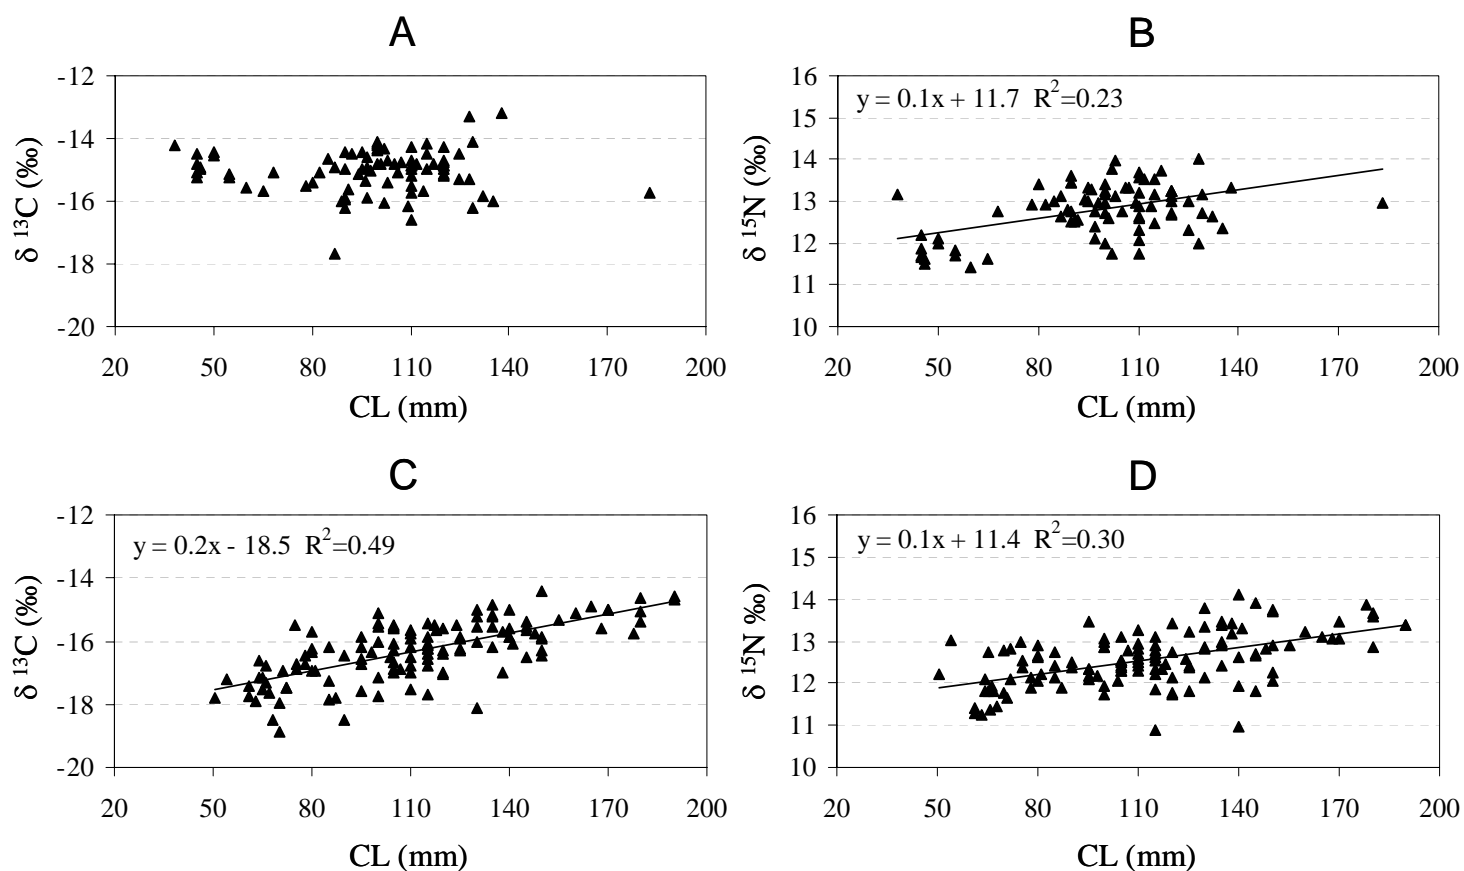 A
B
-12
-14
-16
-18
-20
δ ¹³C (‰)
20 50 80 110 140 170 200
CL (mm)
y = 0.1x + 11.7 R²=0.23
16
15
14
13
12
11
10
δ ¹⁵N (‰)
20 50 80 110 140 170 200
CL (mm)
C
D
y = 0.2x - 18.5 R²=0.49
-12
-14
-16
-18
-20
δ ¹³C (‰)
20 50 80 110 140 170 200
CL (mm)
y = 0.1x + 11.4 R²=0.30
16
15
14
13
12
11
10
δ ¹⁵N ‰)
20 50 80 110 140 170 200
CL (mm)